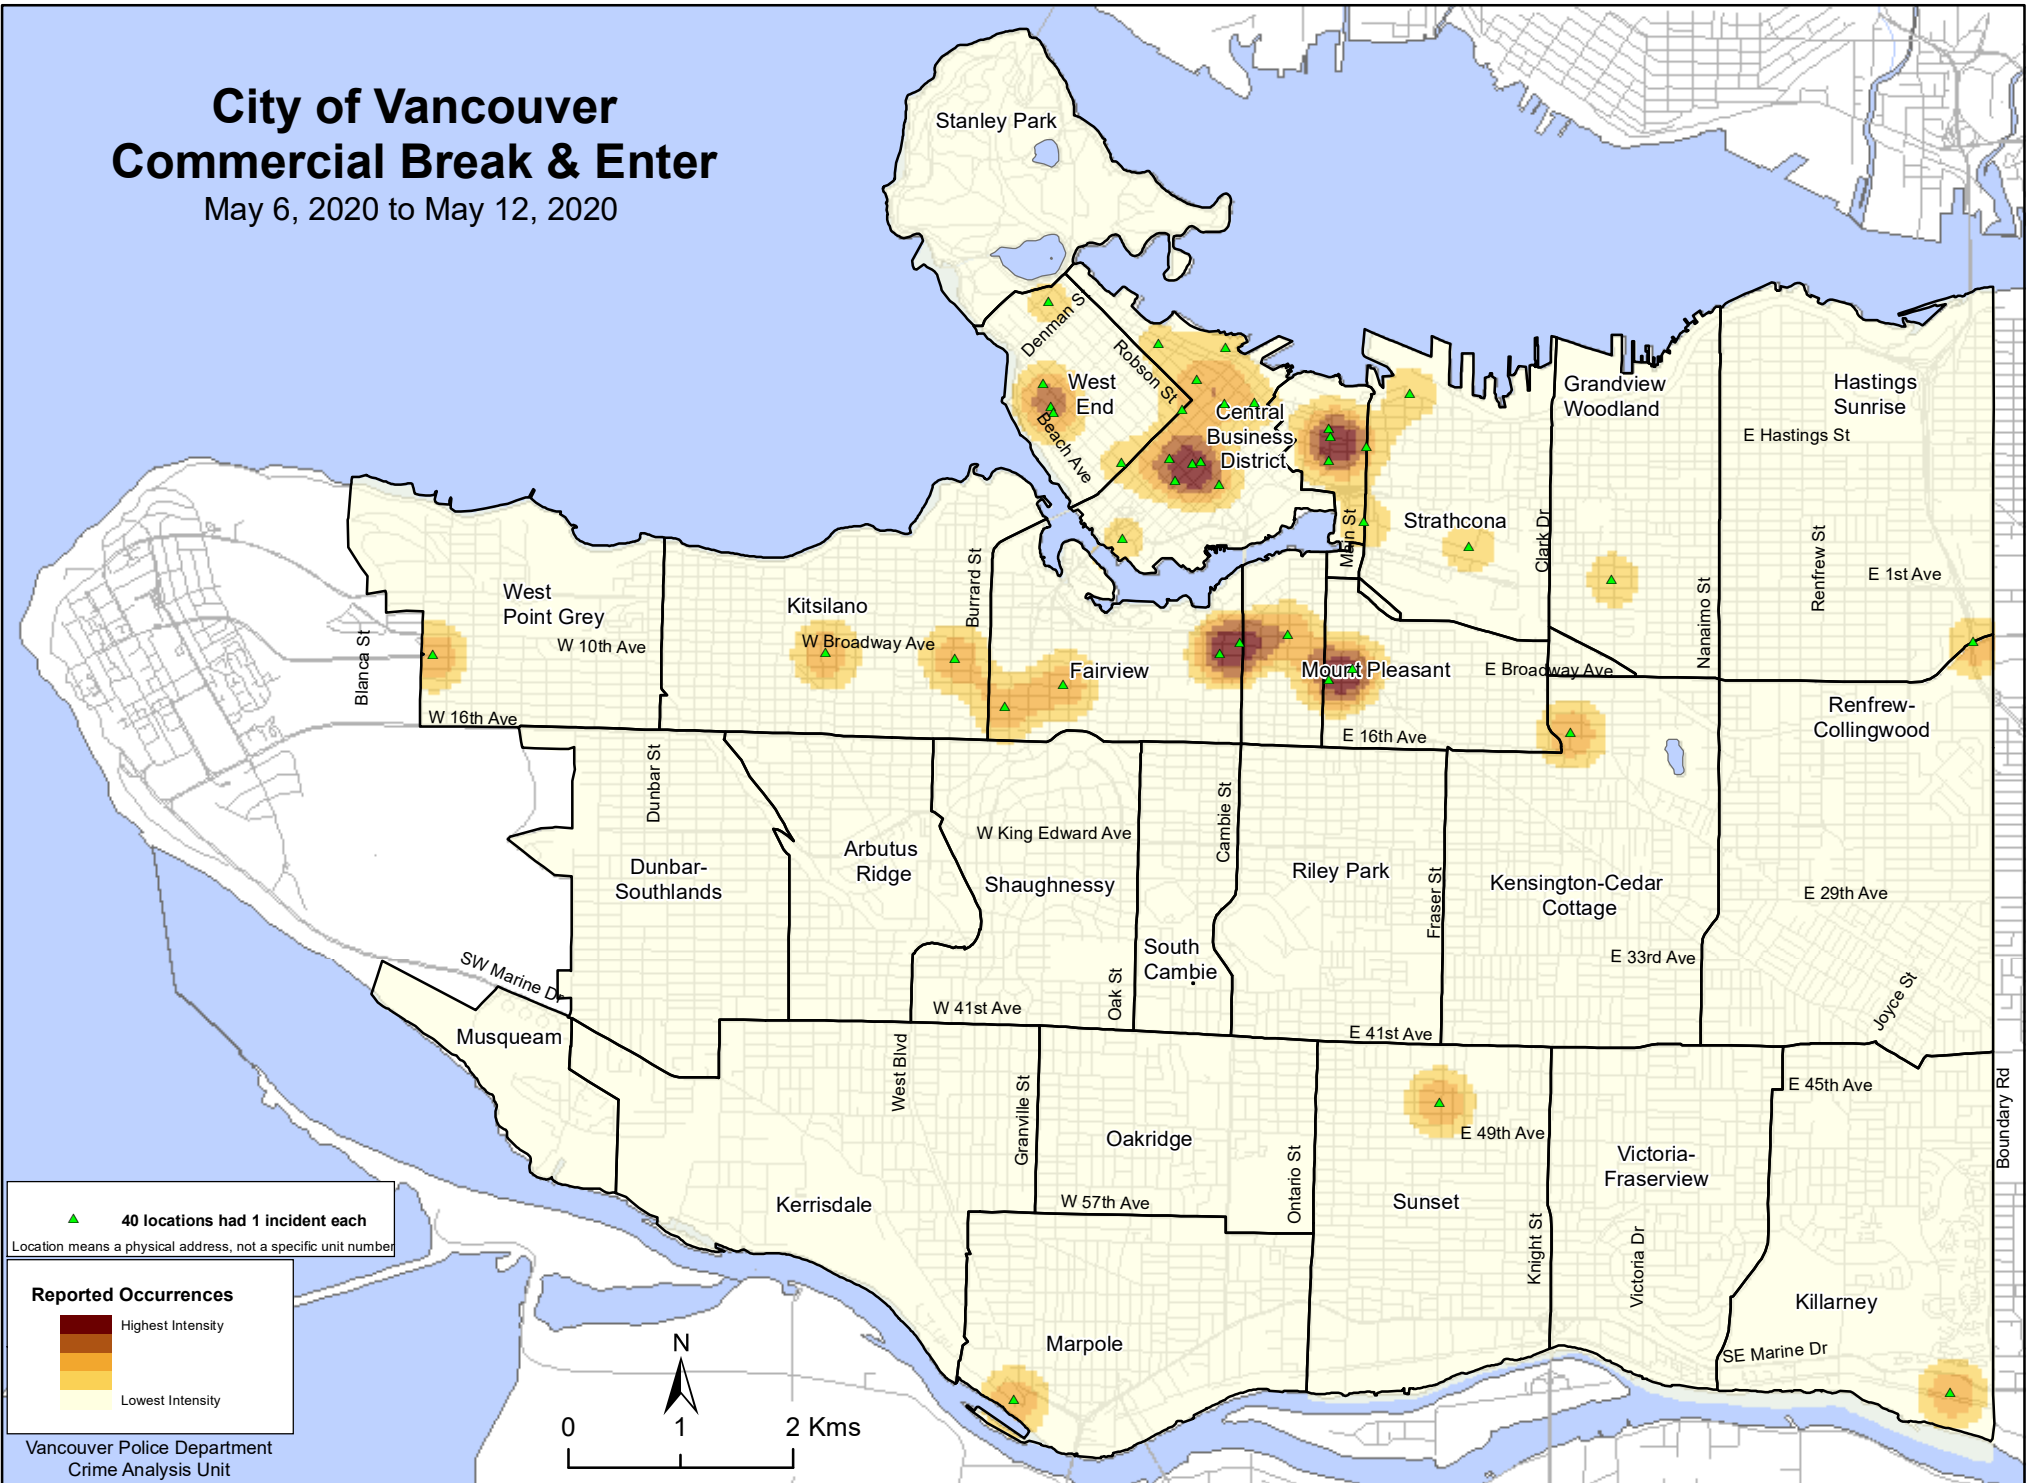 City of Vancouver
Commercial Break & Enter
May 6, 2020 to May 12, 2020
Stanley Park
Denman S
Robson St
West
End
Beach Ave
Central
Business
District
Grandview
Woodland
Hastings
Sunrise
E Hastings St
Strathcona
Main St
Clark Dr
Nanaimo St
Renfrew St
E 1st Ave
West
Point Grey
W 10th Ave
Blanca St
W 16th Ave
Kitsilano
W Broadway Ave
Burrard St
Fairview
Mount Pleasant
E Broadway Ave
E 16th Ave
Renfrew-
Collingwood
Dunbar St
Dunbar-
Southlands
Arbutus
Ridge
W King Edward Ave
Shaughnessy
Cambie St
Riley Park
Fraser St
Kensington-Cedar
Cottage
E 29th Ave
E 33rd Ave
South
Cambie
Oak St
W 41st Ave
E 41st Ave
Joyce St
SW Marine Dr
Musqueam
West Blvd
Granville St
E 45th Ave
Boundary Rd
Oakridge
E 49th Ave
Victoria-
Fraserview
Ontario St
W 57th Ave
Kerrisdale
Sunset
Knight St
Victoria Dr
Killarney
Marpole
SE Marine Dr
40 locations had 1 incident each
Location means a physical address, not a specific unit number
Reported Occurrences
Highest Intensity
Lowest Intensity
Vancouver Police Department
Crime Analysis Unit
N
0 1 2 Kms